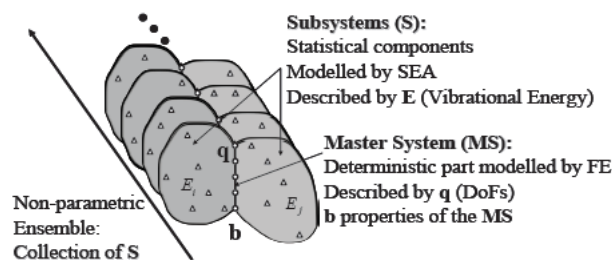 Subsystems (S):
Statistical components
Modelled by SEA
Described by E (Vibrational Energy)
Master System (MS):
Deterministic part modelled by FE
Described by q (DoFs)
b properties of the MS
q
E_i
E_j
b
Non-parametric
Ensemble:
Collection of S